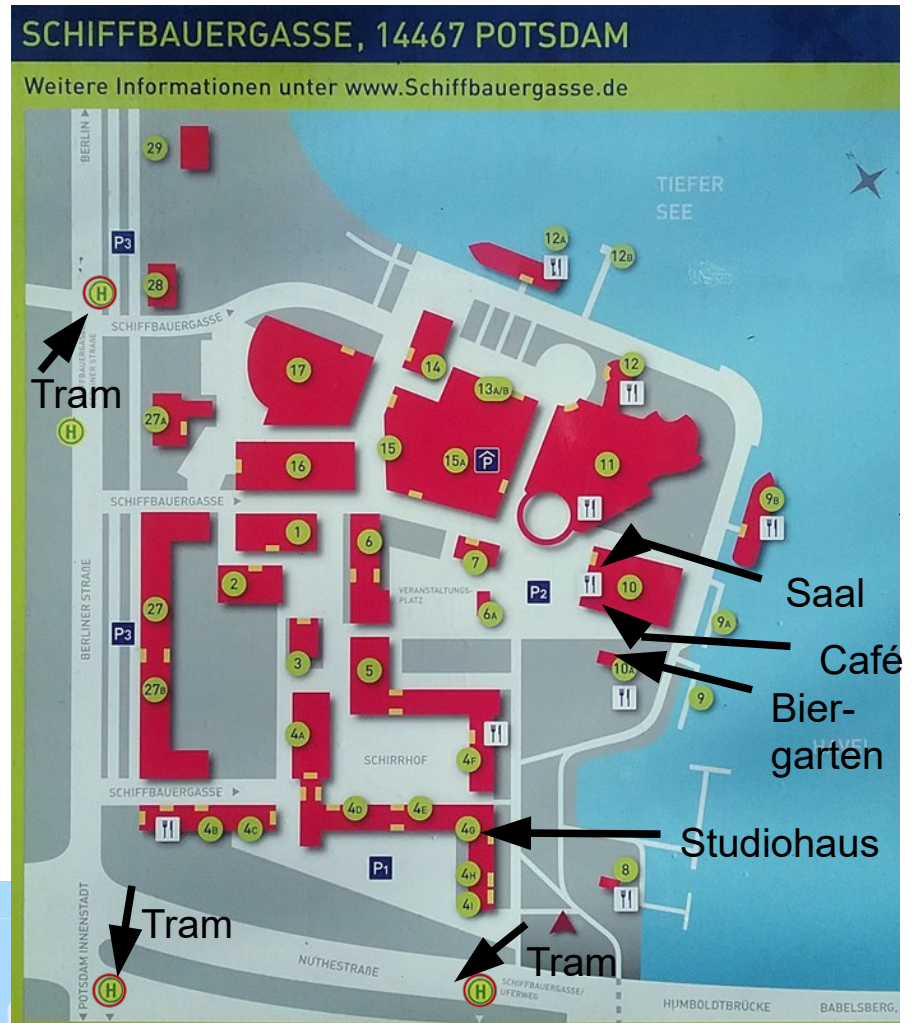 SCHIFFBAUERGASSE, 14467 POTSDAM
Weitere Informationen unter www.Schiffbauergasse.de
BERLIN
29
TIEFER
SEE
P3
12A
12B
28
H
SCHIFFBAUERGASSE
Tram
17
14
13A/B
12
H
27A
15
15A
P
11
16
SCHIFFBAUERGASSE
9B
1
6
7
2
10
Saal
VERANSTALTUNGS-
PLATZ
P2
27
6A
9A
BERLINER STRAßE
P3
3
5
10A
Café
27B
9
Bier-
garten
HAVEL
4A
4F
SCHIRRHOF
SCHIFFBAUERGASSE
4B
4C
4D
4E
4G
Studiohaus
P1
4H
8
4I
Tram
Tram
NUTHESTRAßE
POTSDAM INNENSTADT
H
H
SCHIFFBAUERGASSE/
UFERWEG
HUMBOLDTBRÜCKE
BABELSBERG,